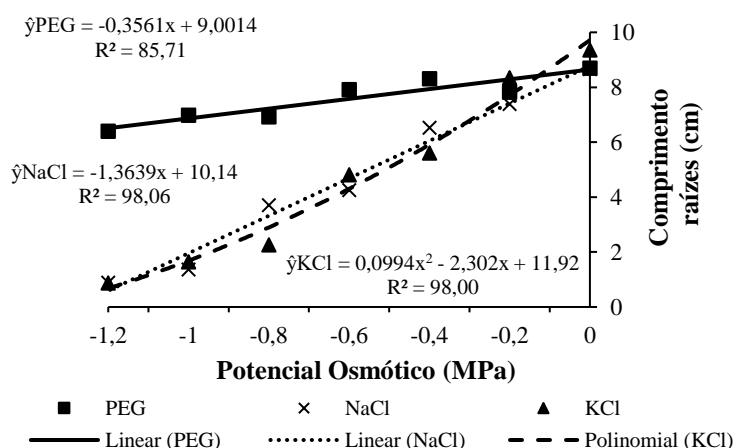 ŷPEG = -0,3561x + 9,0014
R² = 85,71
ŷNaCl = -1,3639x + 10,14
R² = 98,06
ŷKCl = 0,0994x² - 2,302x + 11,92
R² = 98,00
10
8
6
4
2
0
Comprimento
raízes (cm)
-1,2 -1 -0,8 -0,6 -0,4 -0,2 0
Potencial Osmótico (MPa)
PEG NaCl KCl
Linear (PEG) Linear (NaCl) Polinomial (KCl)